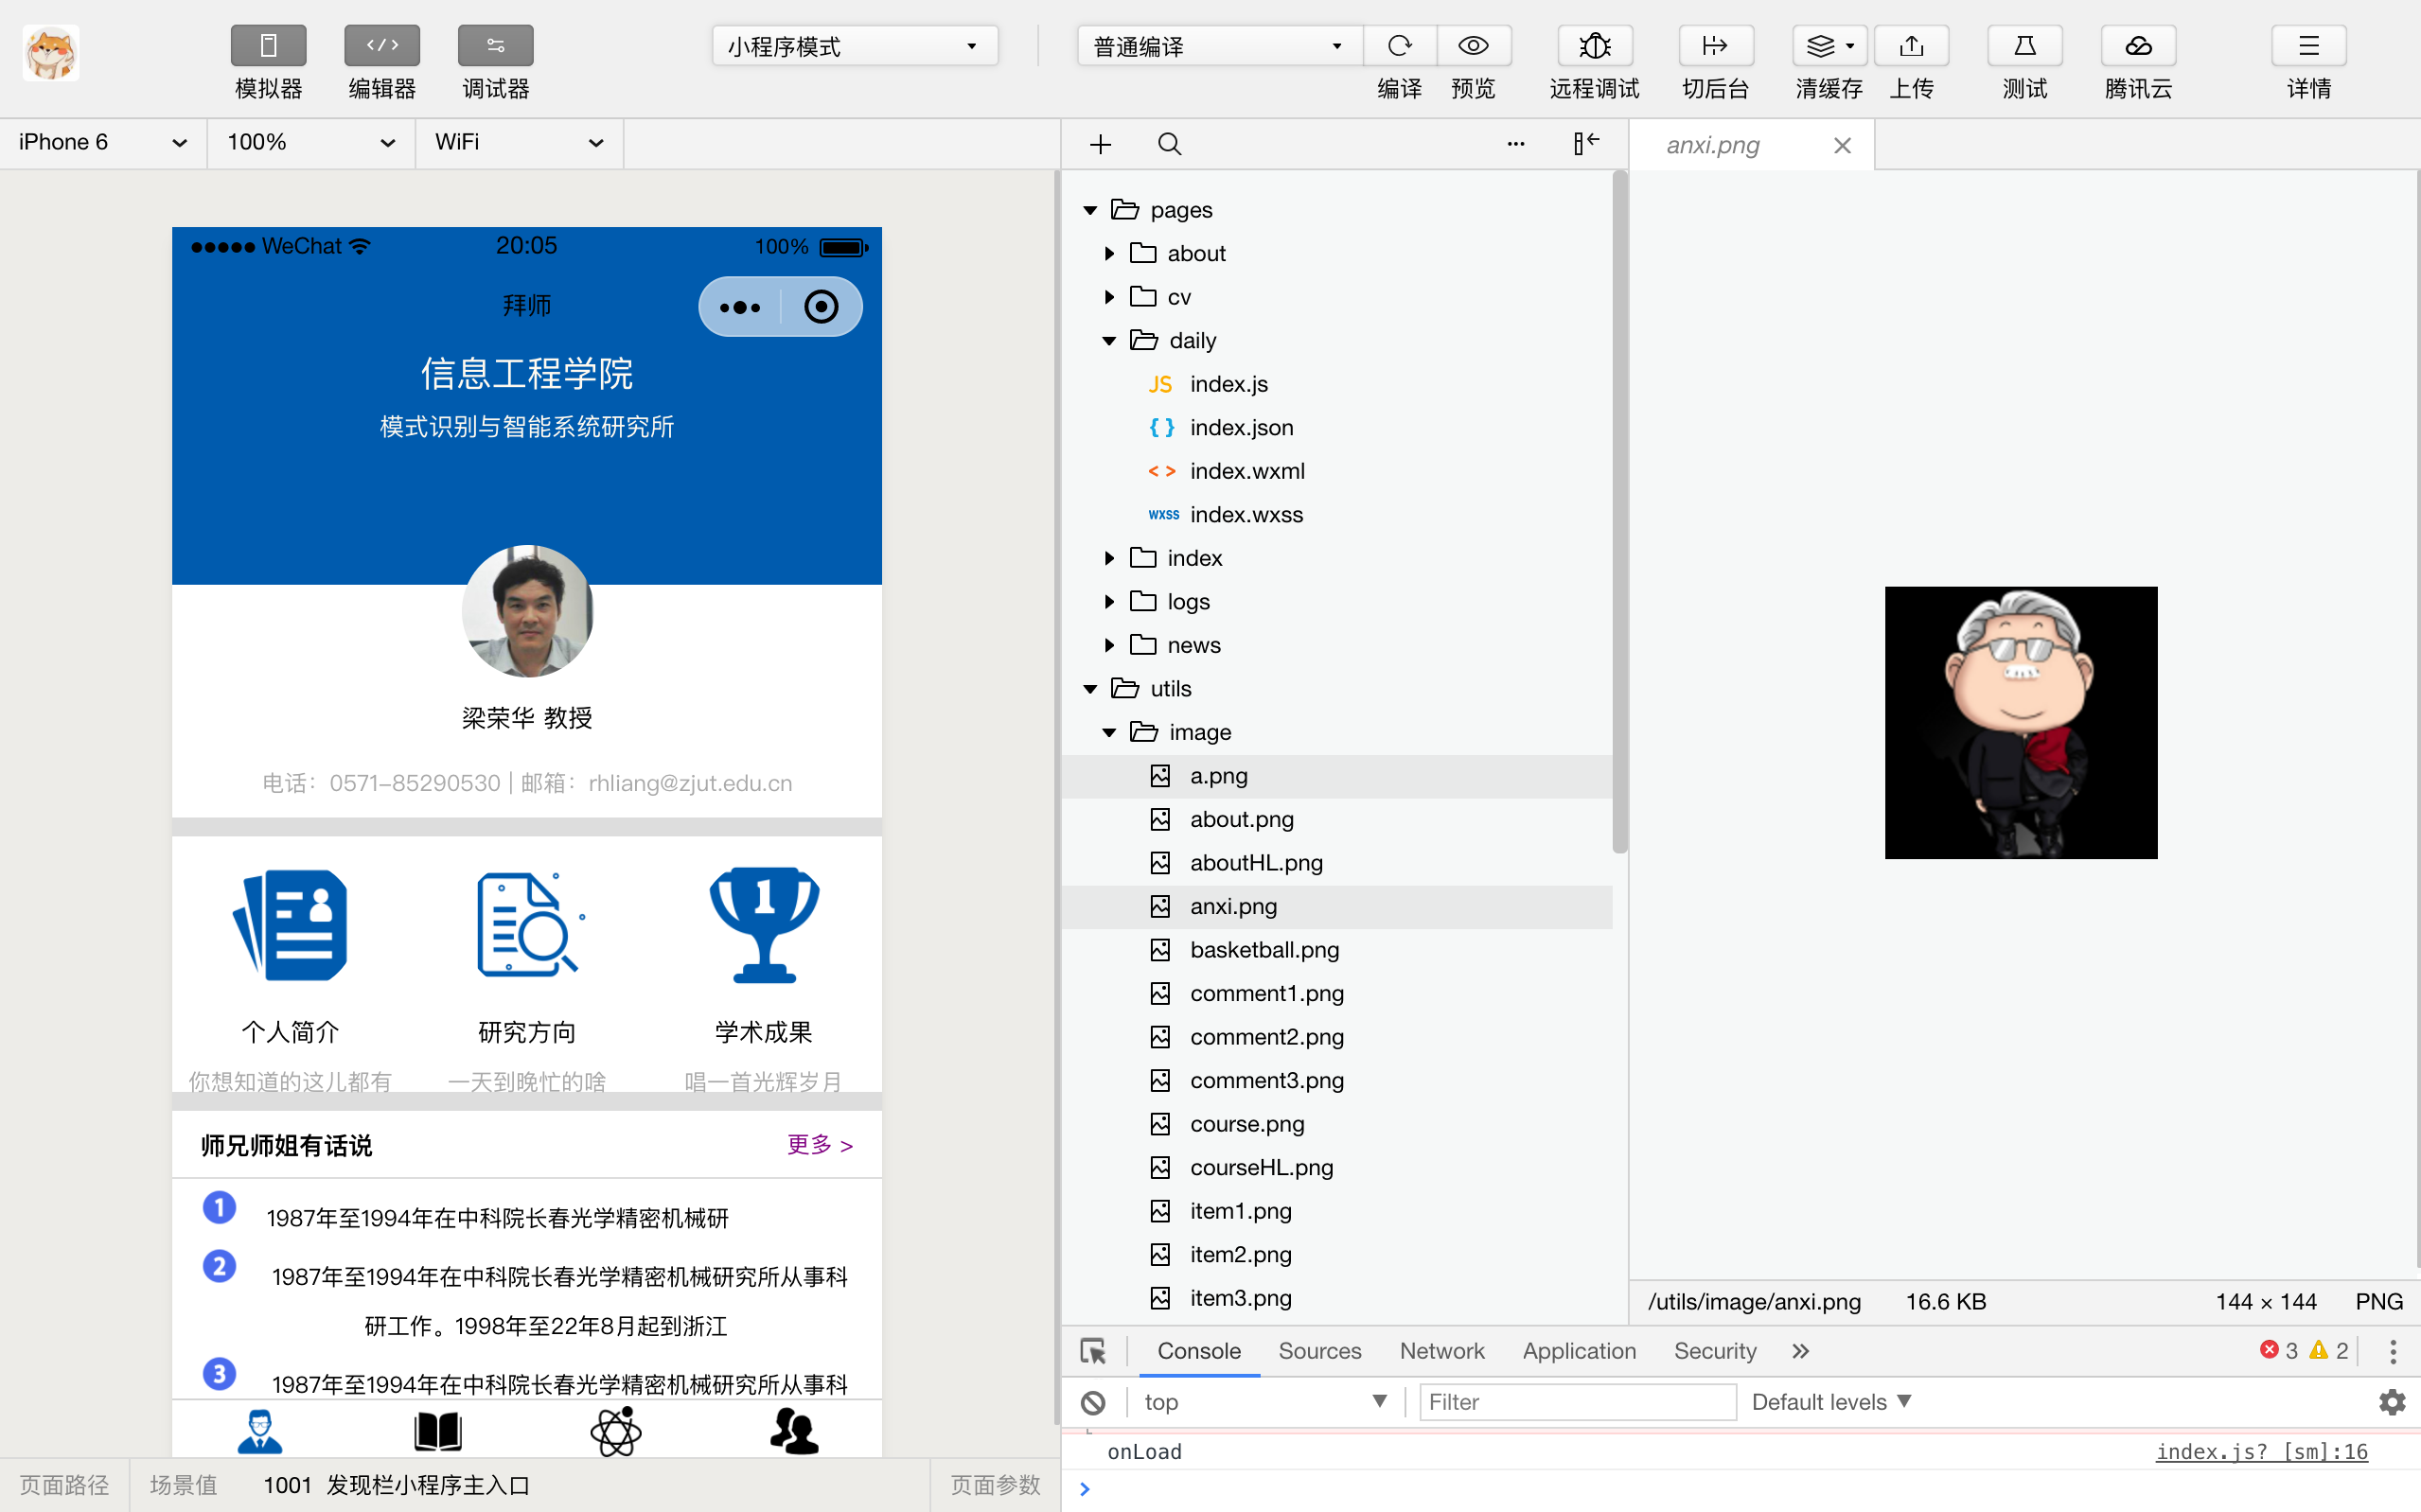 小程序模式
普通编译
模拟器
编辑器
调试器
编译
预览
远程调试
切后台
清缓存
上传
测试
腾讯云
详情
iPhone 6
100%
WiFi
WeChat
20:05
100%
拜师
信息工程学院
模式识别与智能系统研究所
梁荣华 教授
电话：0571-85290530 | 邮箱：rhliang@zjut.edu.cn
1
个人简介
研究方向
学术成果
你想知道的这儿都有
一天到晚忙的啥
唱一首光辉岁月
师兄师姐有话说
更多 >
1 1987年至1994年在中科院长春光学精密机械研
2 1987年至1994年在中科院长春光学精密机械研究所从事科
研工作。1998年至22年8月起到浙江
3 1987年至1994年在中科院长春光学精密机械研究所从事科
页面路径
场景值
1001 发现栏小程序主入口
页面参数
pages
about
cv
daily
JS index.js
{ } index.json
< > index.wxml
WXSS index.wxss
index
logs
news
utils
image
a.png
about.png
aboutHL.png
anxi.png
basketball.png
comment1.png
comment2.png
comment3.png
course.png
courseHL.png
item1.png
item2.png
item3.png
anxi.png
/utils/image/anxi.png
16.6 KB
144 × 144
PNG
Console
Sources
Network
Application
Security
3
2
top
Filter
Default levels
onLoad
index.js? [sm]:16